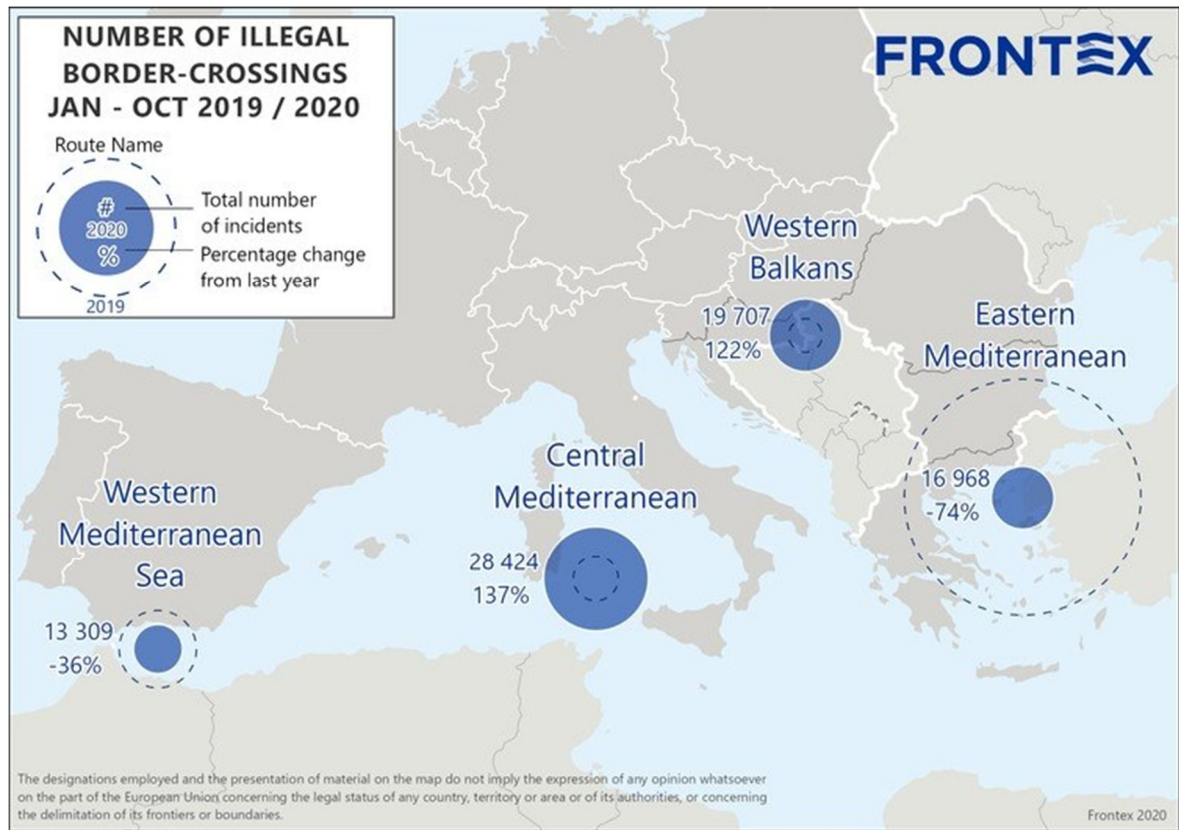 NUMBER OF ILLEGAL
BORDER-CROSSINGS
JAN - OCT 2019 / 2020
Route Name
#
2020
%
2019
Total number
of incidents
Percentage change
from last year
FRONTEX
Western
Balkans
19 707
122%
Eastern
Mediterranean
16 968
-74%
Central
Mediterranean
28 424
137%
Western
Mediterranean
Sea
13 309
-36%
The designations employed and the presentation of material on the map do not imply the expression of any opinion whatsoever
on the part of the European Union concerning the legal status of any country, territory or area or of its authorities, or concerning
the delimitation of its frontiers or boundaries.
Frontex 2020